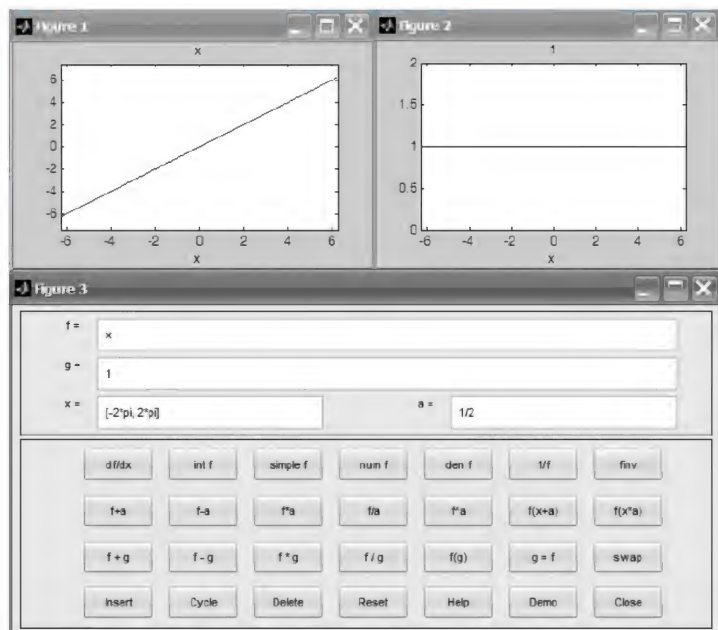 Figure 1
x
6
4
2
0
-2
-4
-6
-6 -4 -2 0 2 4 6
x
Figure 2
1
2
1.5
1
0.5
0
-6 -4 -2 0 2 4 6
x
Figure 3
f =
x
g =
1
x =
[-2*pi, 2*pi]
a =
1/2
df/dx int f simple f num f den f 1/f finv
f+a f-a f*a f/a f^a f(x+a) f(x*a)
f + g f - g f * g f / g f(g) g = f swap
Insert Cycle Delete Reset Help Demo Close